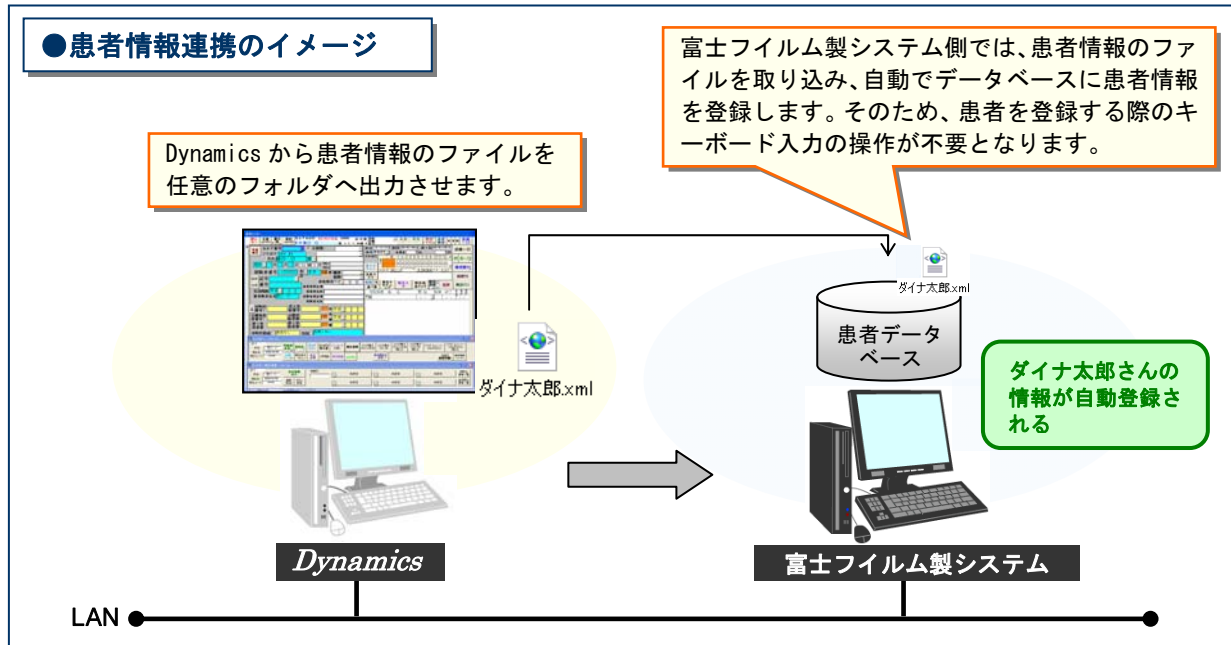 ●患者情報連携のイメージ
富士フイルム製システム側では、患者情報のファ
イルを取り込み、自動でデータベースに患者情報
を登録します。そのため、患者を登録する際のキ
ーボード入力の操作が不要となります。
Dynamics から患者情報のファイルを
任意のフォルダへ出力させます。
ダイナ太郎.xml
ダイナ太郎.xml
患者データ
ベース
ダイナ太郎さんの
情報が自動登録さ
れる
Dynamics
富士フイルム製システム
LAN